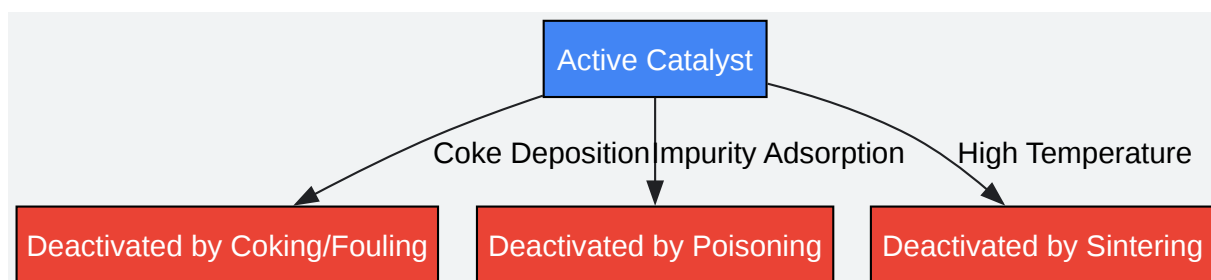 Active Catalyst
Coke Deposition
Impurity Adsorption
High Temperature
Deactivated by Coking/Fouling
Deactivated by Poisoning
Deactivated by Sintering